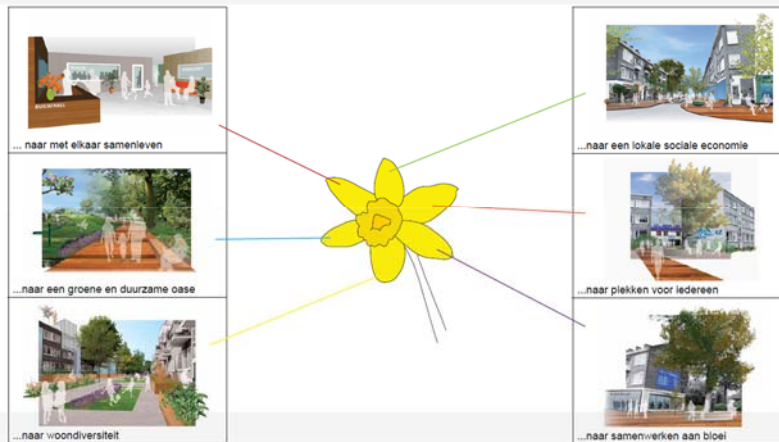 ... naar met elkaar samenleven
...naar een groene en duurzame oase
...naar woondiversiteit
...naar een lokale sociale economie
...naar plekken voor iedereen
...naar samenwerken aan bloei